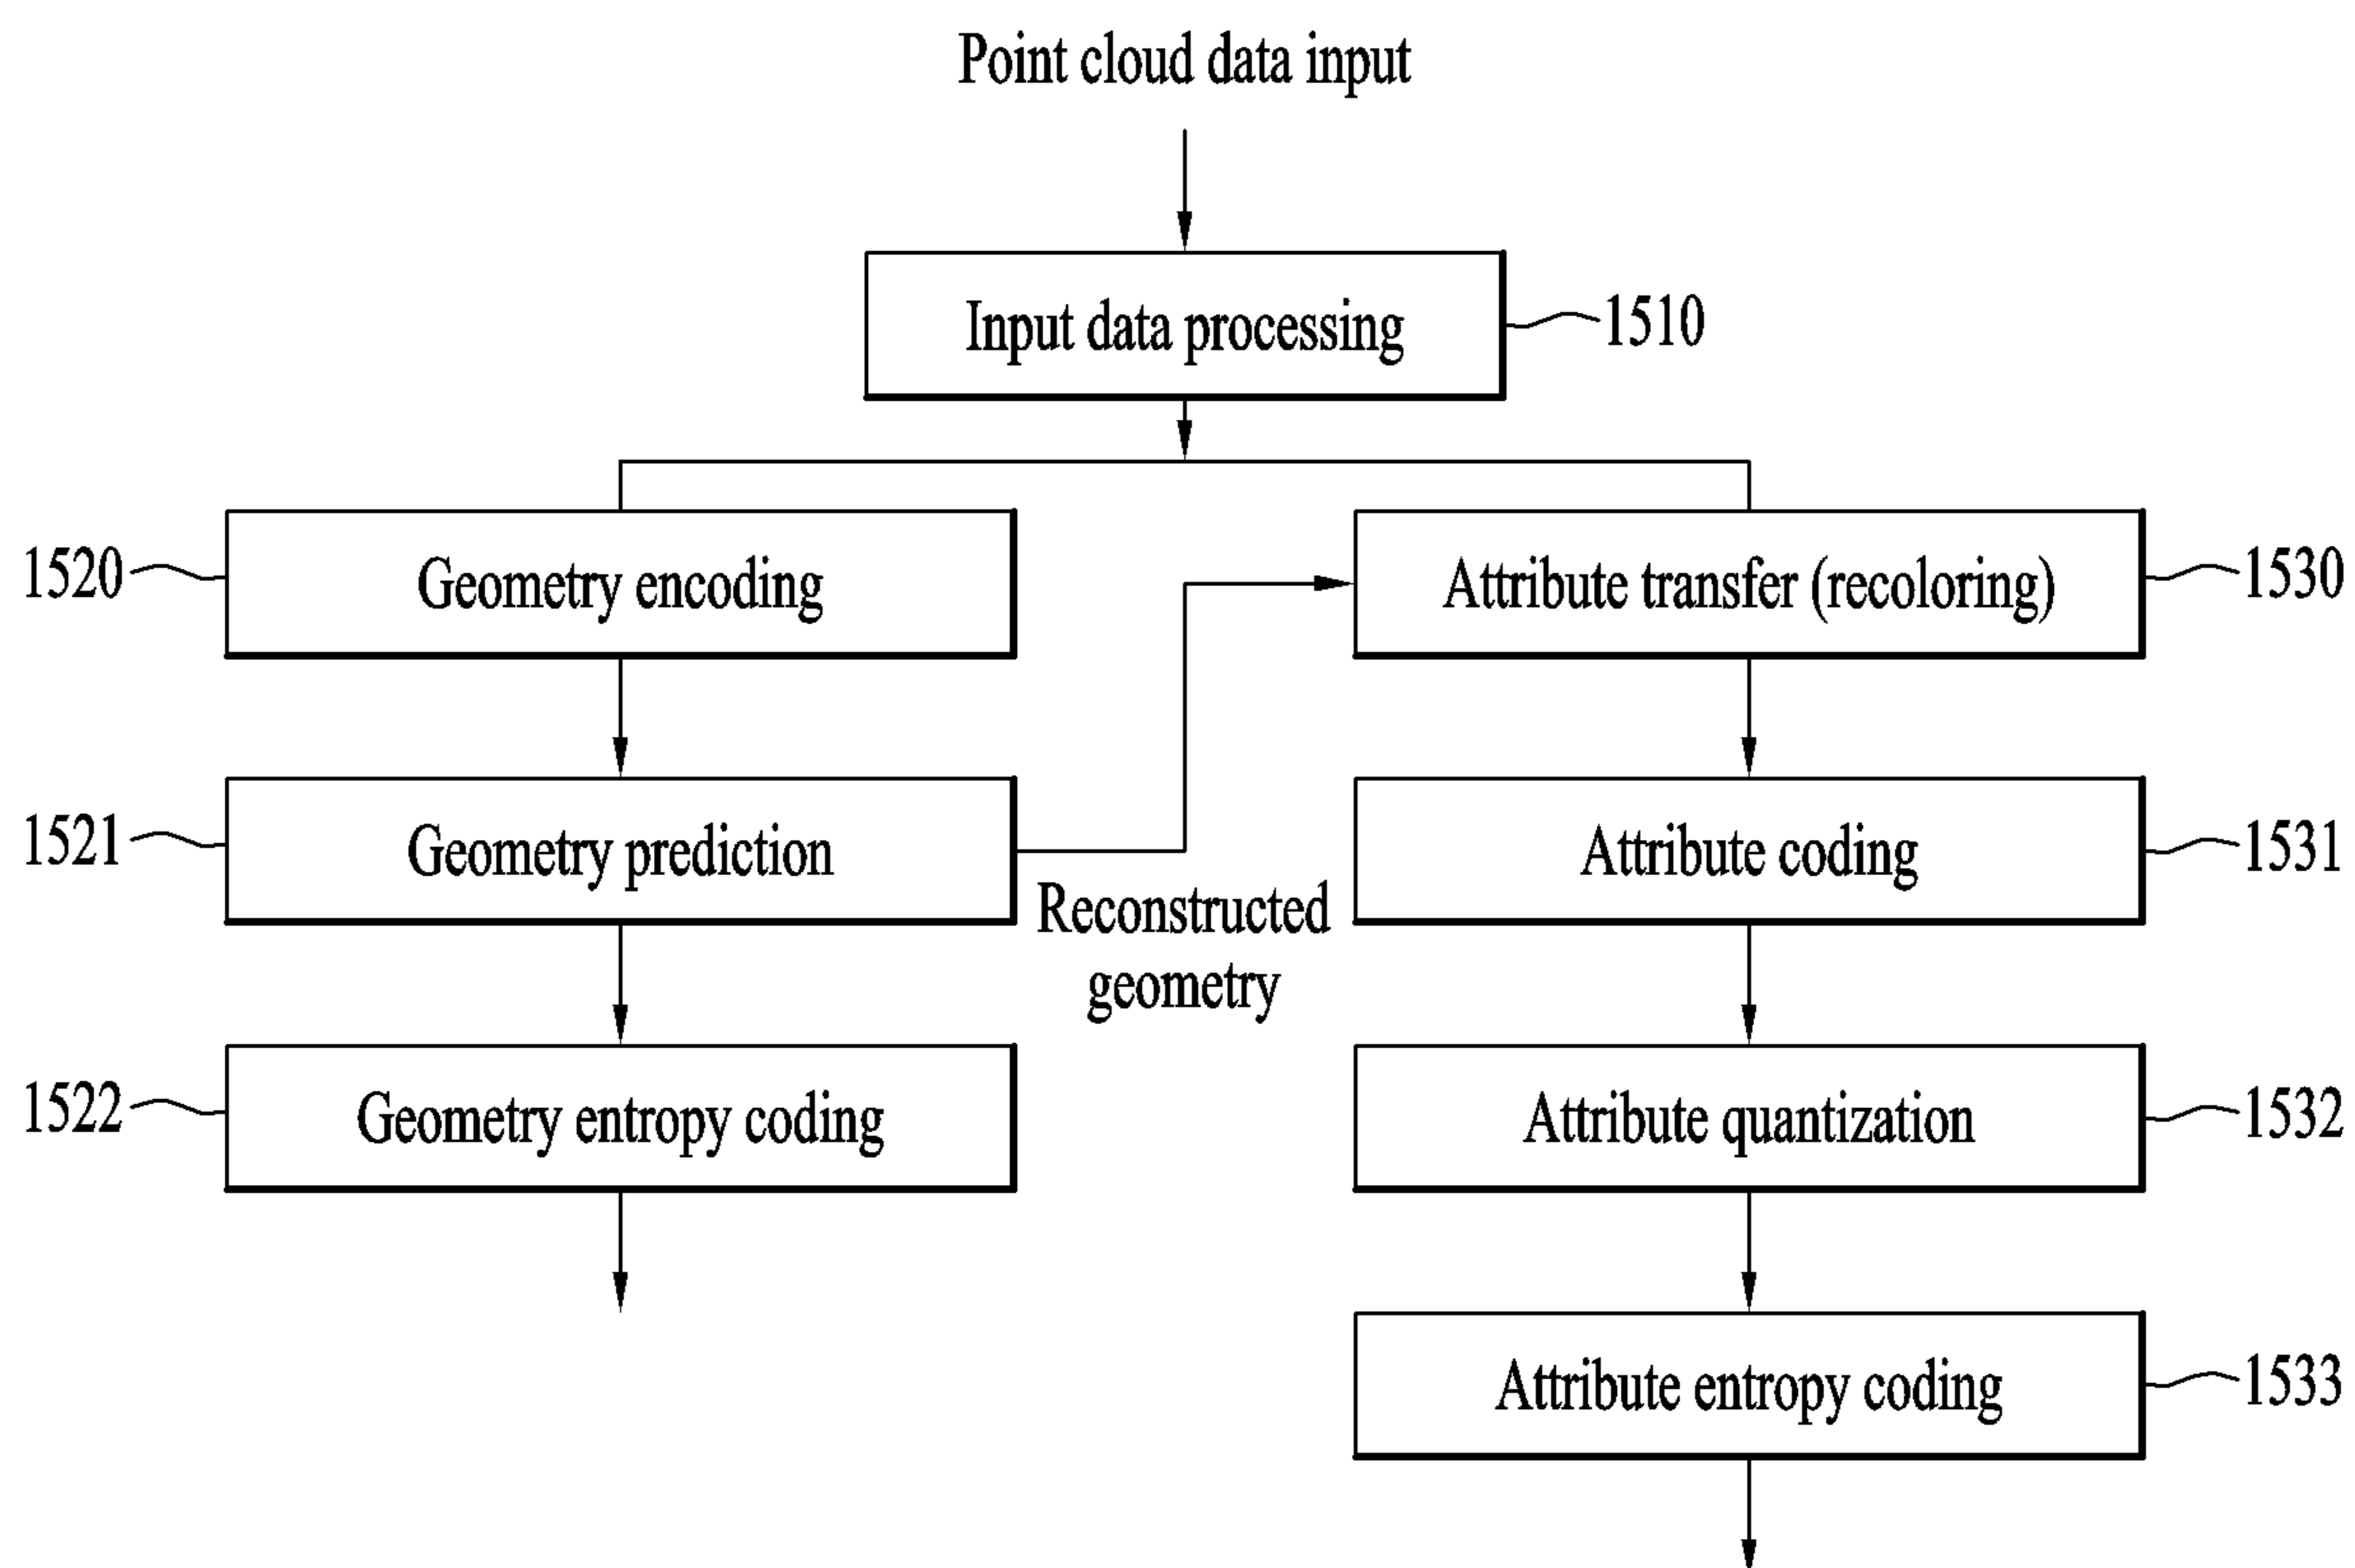 Point cloud data input
Input data processing
1510
1520
Geometry encoding
Attribute transfer (recoloring)
1530
1521
Geometry prediction
Reconstructed
geometry
Attribute coding
1531
1522
Geometry entropy coding
Attribute quantization
1532
Attribute entropy coding
1533